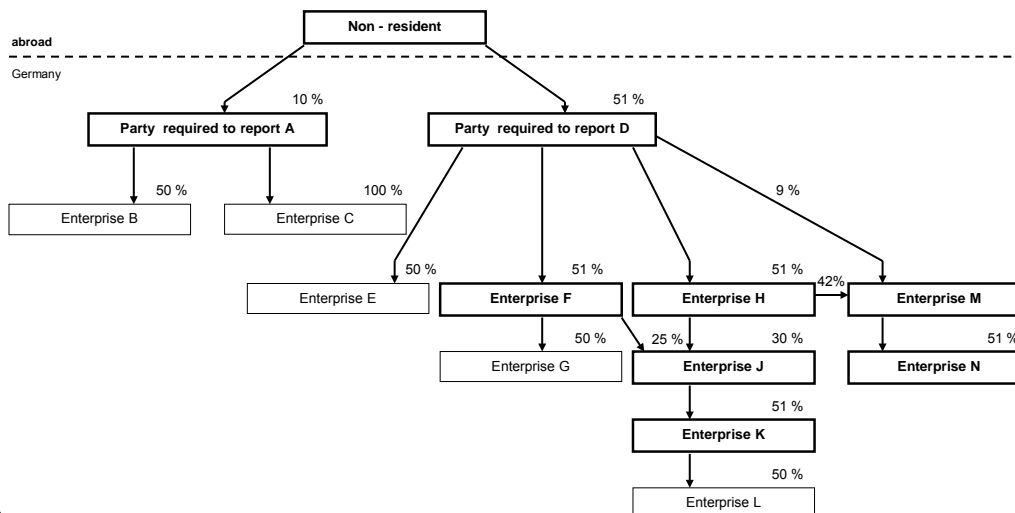 Non - resident
abroad
Germany
10 %
51 %
Party required to report A
Party required to report D
50 %
100 %
9 %
Enterprise B
Enterprise C
50 %
51 %
51 %
42%
Enterprise E
Enterprise F
Enterprise H
Enterprise M
50 %
25 %
30 %
51 %
Enterprise G
Enterprise J
Enterprise N
51 %
Enterprise K
50 %
Enterprise L